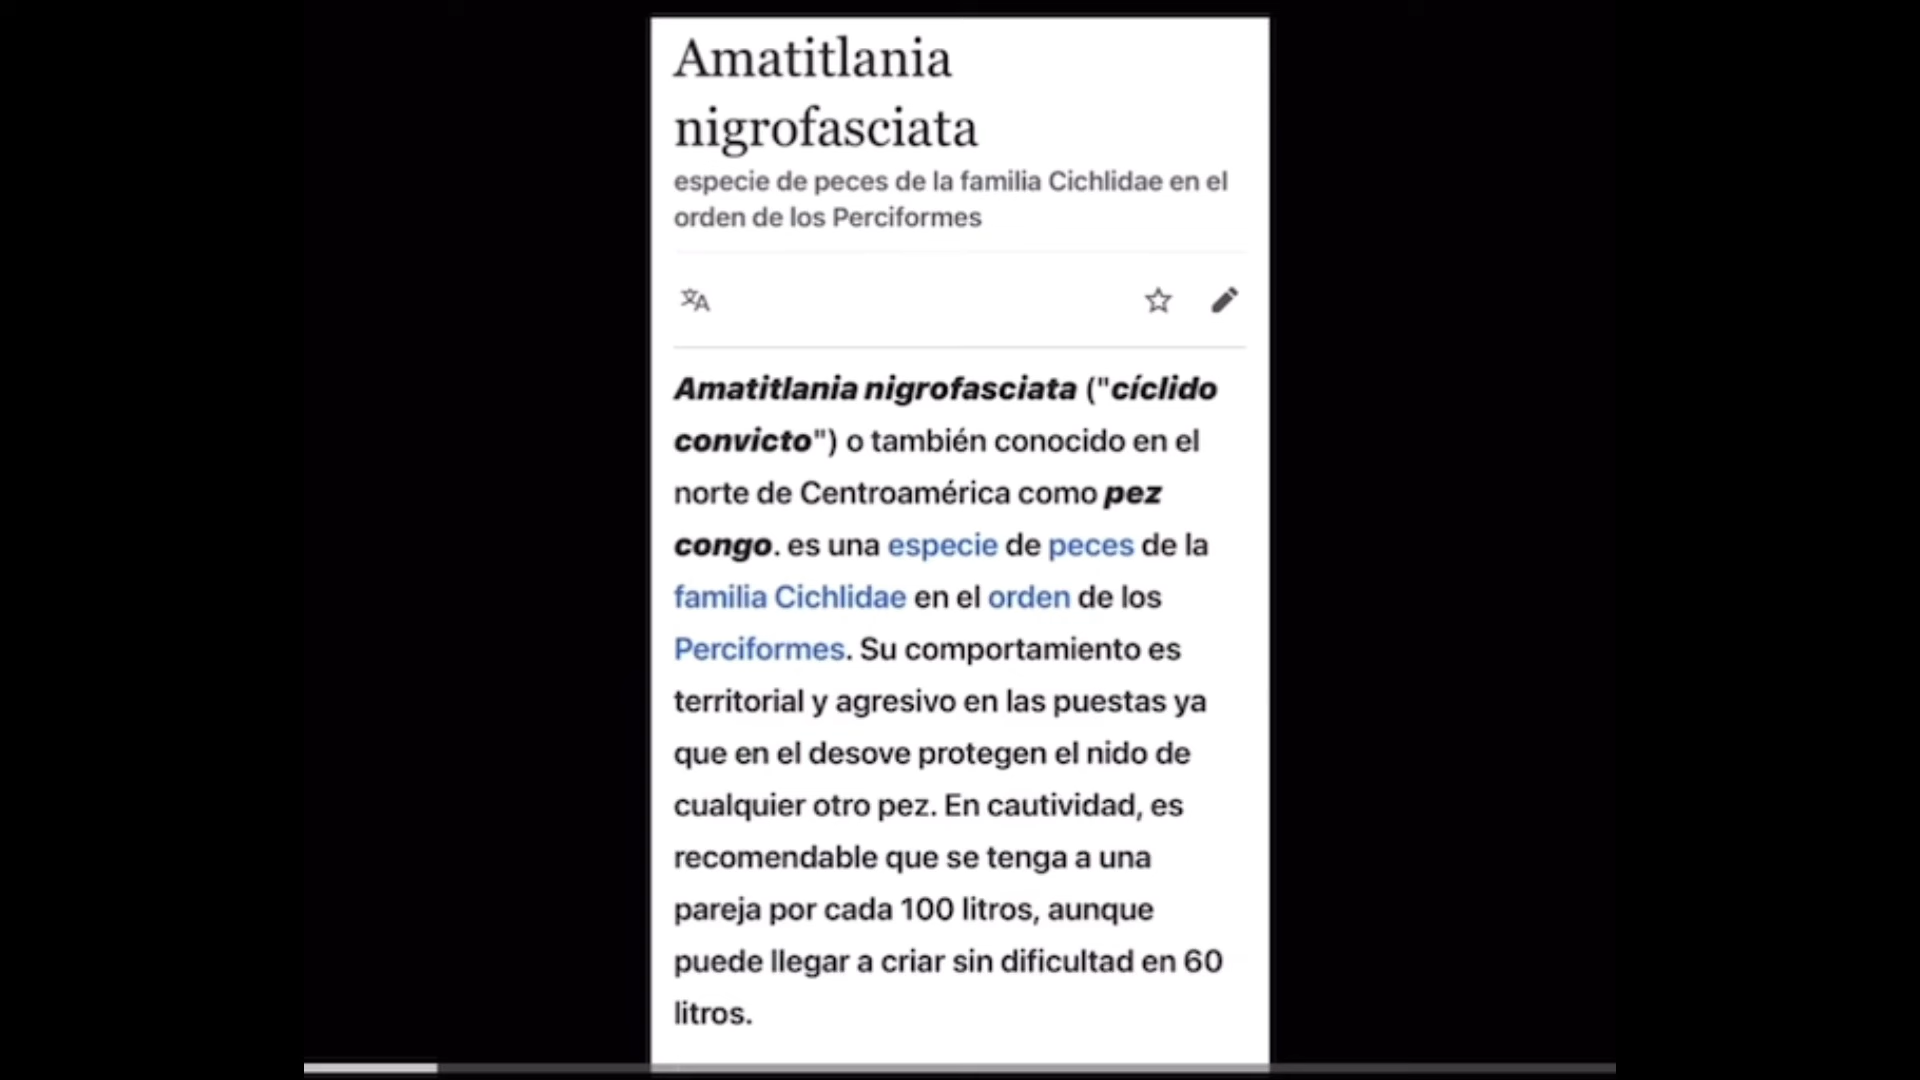 Amatitlania
nigrofasciata
especie de peces de la familia Cichlidae en el
orden de los Perciformes
Amatitlania nigrofasciata ("cíclido
convicto") o también conocido en el
norte de Centroamérica como pez
congo. es una especie de peces de la
familia Cichlidae en el orden de los
Perciformes. Su comportamiento es
territorial y agresivo en las puestas ya
que en el desove protegen el nido de
cualquier otro pez. En cautividad, es
recomendable que se tenga a una
pareja por cada 100 litros, aunque
puede llegar a criar sin dificultad en 60
litros.